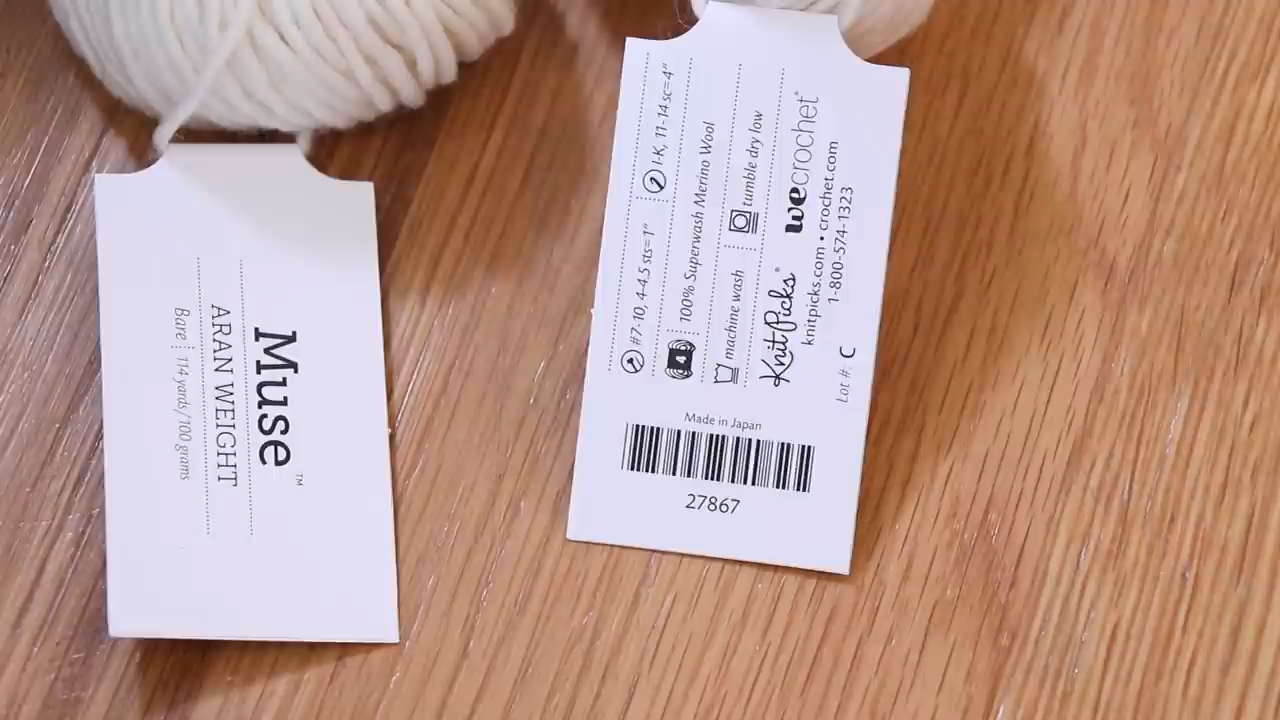 Muse™
ARAN WEIGHT
Bare 114 yards/100 grams
#7-10, 4-4.5 sts=1" I-K, 11-14 sc=4"
4 100% Superwash Merino Wool
machine wash tumble dry low
Knit Picks® wecrochet®
knitpicks.com • crochet.com
1-800-574-1323
Lot #: C
Made in Japan
27867